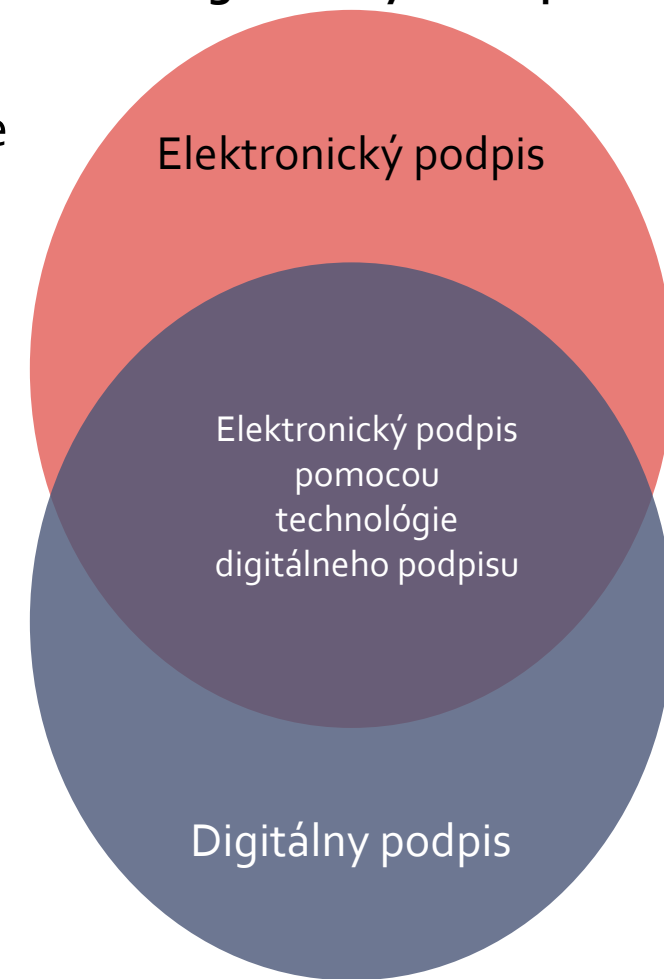 Elektronický podpis
Elektronický podpis
pomocou
technológie
digitálneho podpisu
Digitálny podpis